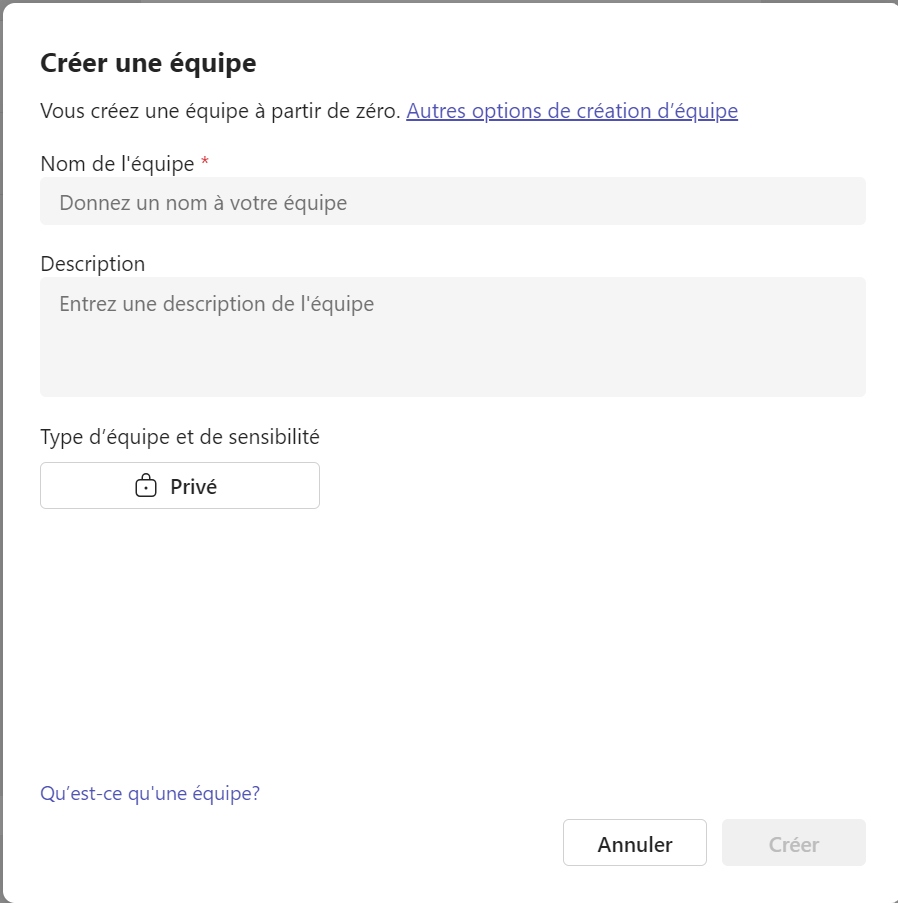 Créer une équipe
Vous créez une équipe à partir de zéro. Autres options de création d’équipe
Nom de l'équipe *
Donnez un nom à votre équipe
Description
Entrez une description de l'équipe
Type d’équipe et de sensibilité
Privé
Qu’est-ce qu'une équipe?
Annuler
Créer